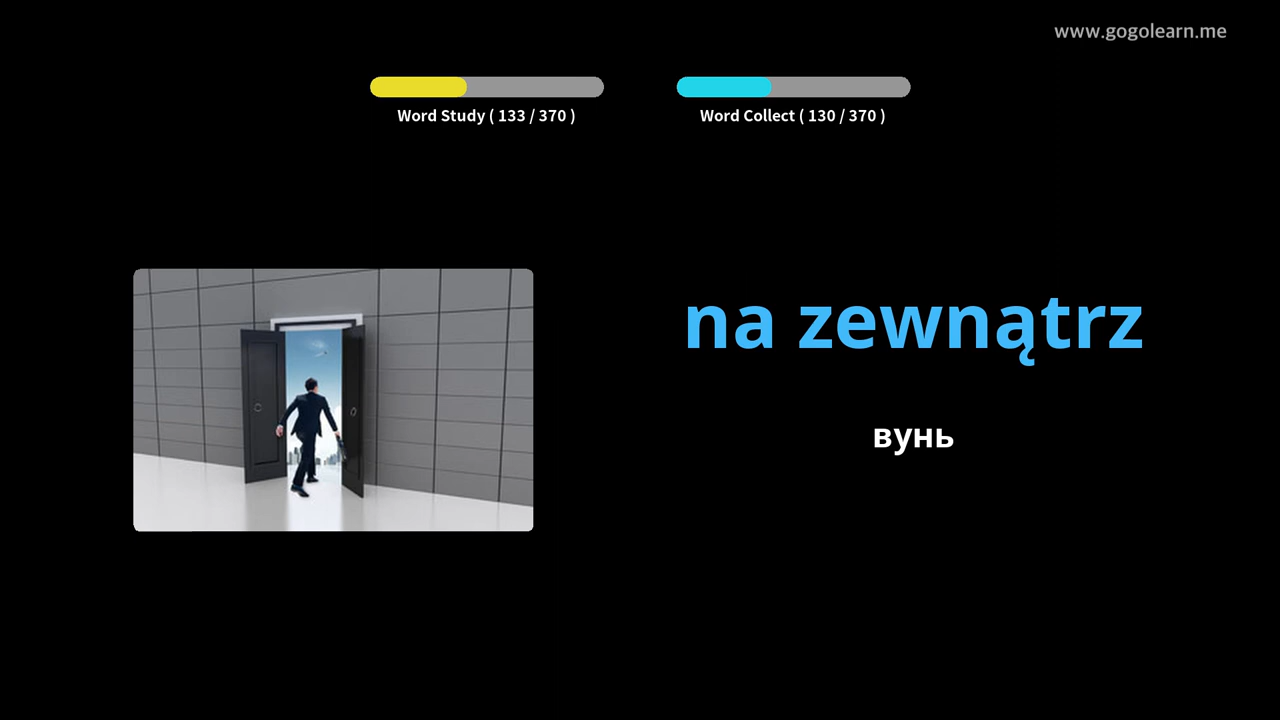 www.gogolearn.me
Word Study ( 133 / 370 )
Word Collect ( 130 / 370 )
na zewnątrz
вунь